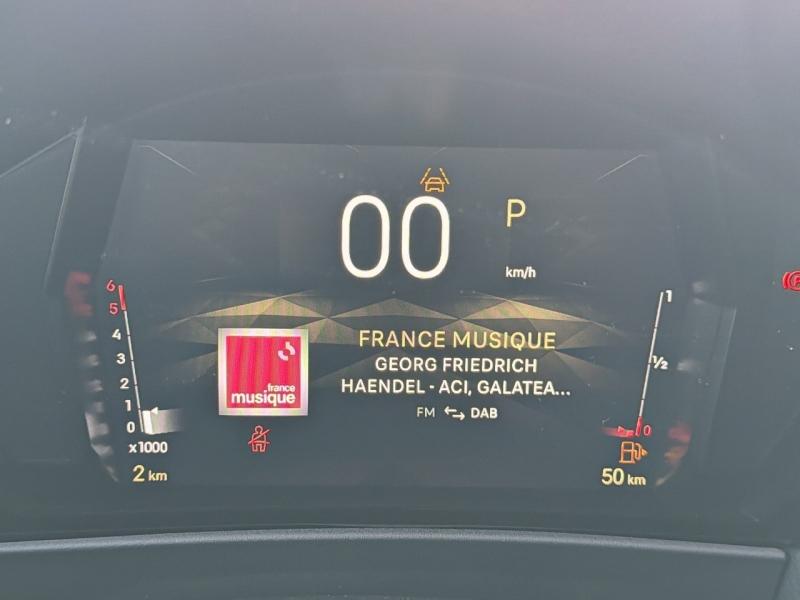 00
P
km/h
6
5
4
3
2
1
0
x1000
2 km
france
musique
FRANCE MUSIQUE
GEORG FRIEDRICH
HAENDEL - ACI, GALATEA...
FM DAB
1
1/2
0
50 km